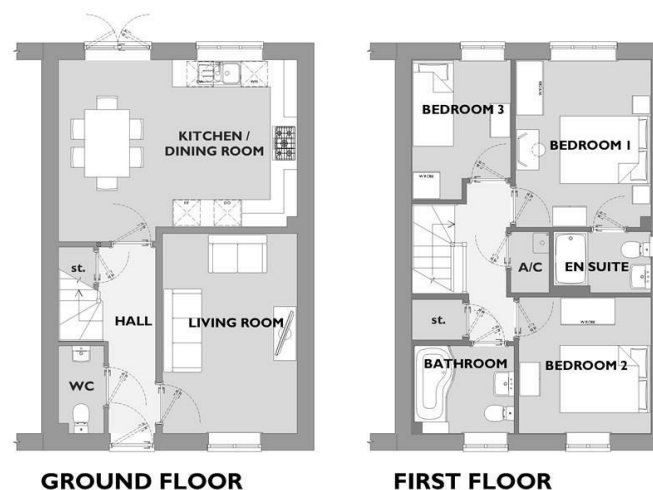 KITCHEN /
DINING ROOM
st.
HALL
LIVING ROOM
WC
GROUND FLOOR
BEDROOM 3
BEDROOM 1
A/C
EN SUITE
st.
BATHROOM
BEDROOM 2
FIRST FLOOR